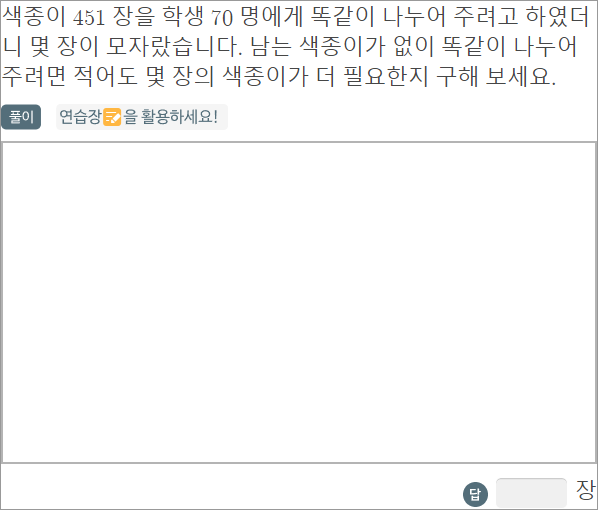 색종이 451 장을 학생 70 명에게 똑같이 나누어 주려고 하였더
니 몇 장이 모자랐습니다. 남는 색종이가 없이 똑같이 나누어
주려면 적어도 몇 장의 색종이가 더 필요한지 구해 보세요.
풀이 연습장을 활용하세요!
답 장